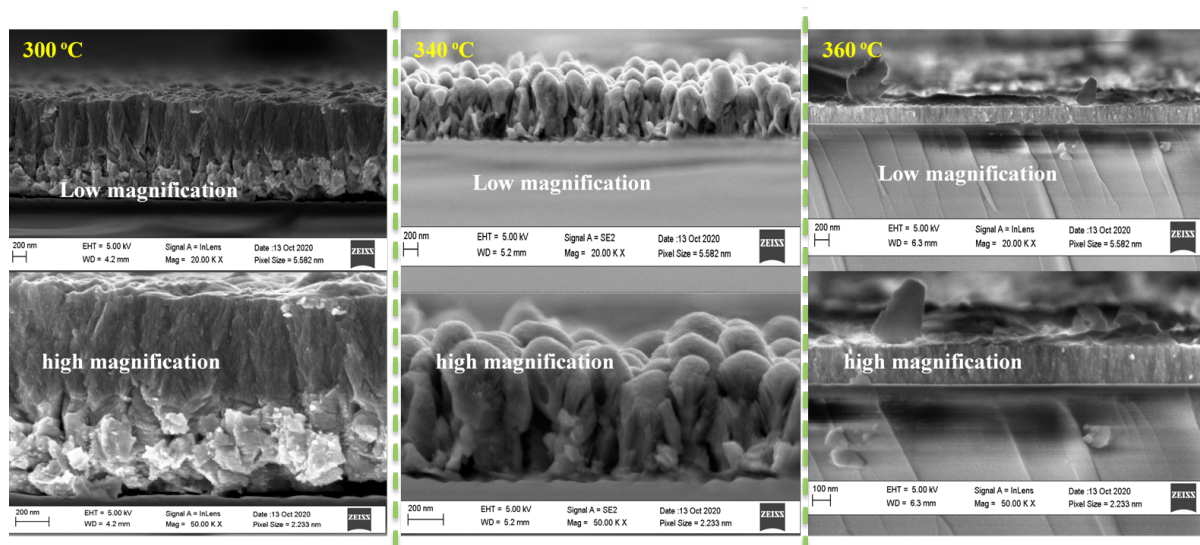 300 ºC
Low magnification
200 nm
EHT = 5.00 kV Signal A = InLens Date :13 Oct 2020
WD = 4.2 mm Mag = 20.00 K X Pixel Size = 5.582 nm
ZEISS
high magnification
200 nm
EHT = 5.00 kV Signal A = InLens Date :13 Oct 2020
WD = 4.2 mm Mag = 50.00 K X Pixel Size = 2.233 nm
ZEISS
340 ºC
Low magnification
200 nm
EHT = 5.00 kV Signal A = SE2 Date :13 Oct 2020
WD = 5.2 mm Mag = 20.00 K X Pixel Size = 5.582 nm
ZEISS
high magnification
200 nm
EHT = 5.00 kV Signal A = SE2 Date :13 Oct 2020
WD = 5.2 mm Mag = 50.00 K X Pixel Size = 2.233 nm
ZEISS
360 ºC
Low magnification
200 nm
EHT = 5.00 kV Signal A = InLens Date :13 Oct 2020
WD = 6.3 mm Mag = 20.00 K X Pixel Size = 5.582 nm
ZEISS
high magnification
100 nm
EHT = 5.00 kV Signal A = InLens Date :13 Oct 2020
WD = 6.3 mm Mag = 50.00 K X Pixel Size = 2.233 nm
ZEISS